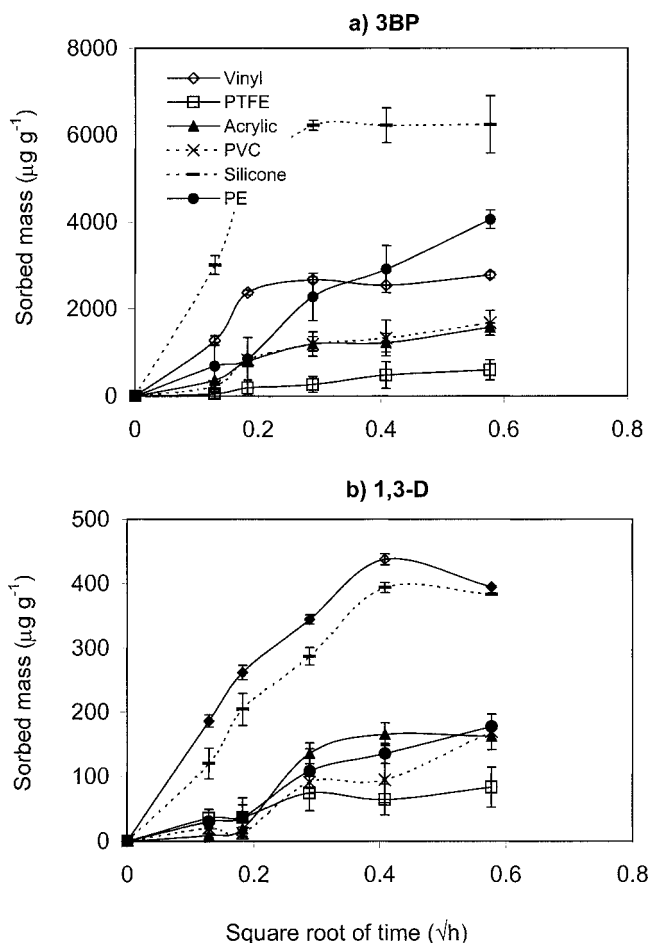 a) 3BP
8000
6000
4000
2000
0
Sorbed mass (µg g⁻¹)
Vinyl
PTFE
Acrylic
PVC
Silicone
PE
0 0.2 0.4 0.6 0.8
b) 1,3-D
500
400
300
200
100
0
Sorbed mass (µg g⁻¹)
0 0.2 0.4 0.6 0.8
Square root of time (√h)